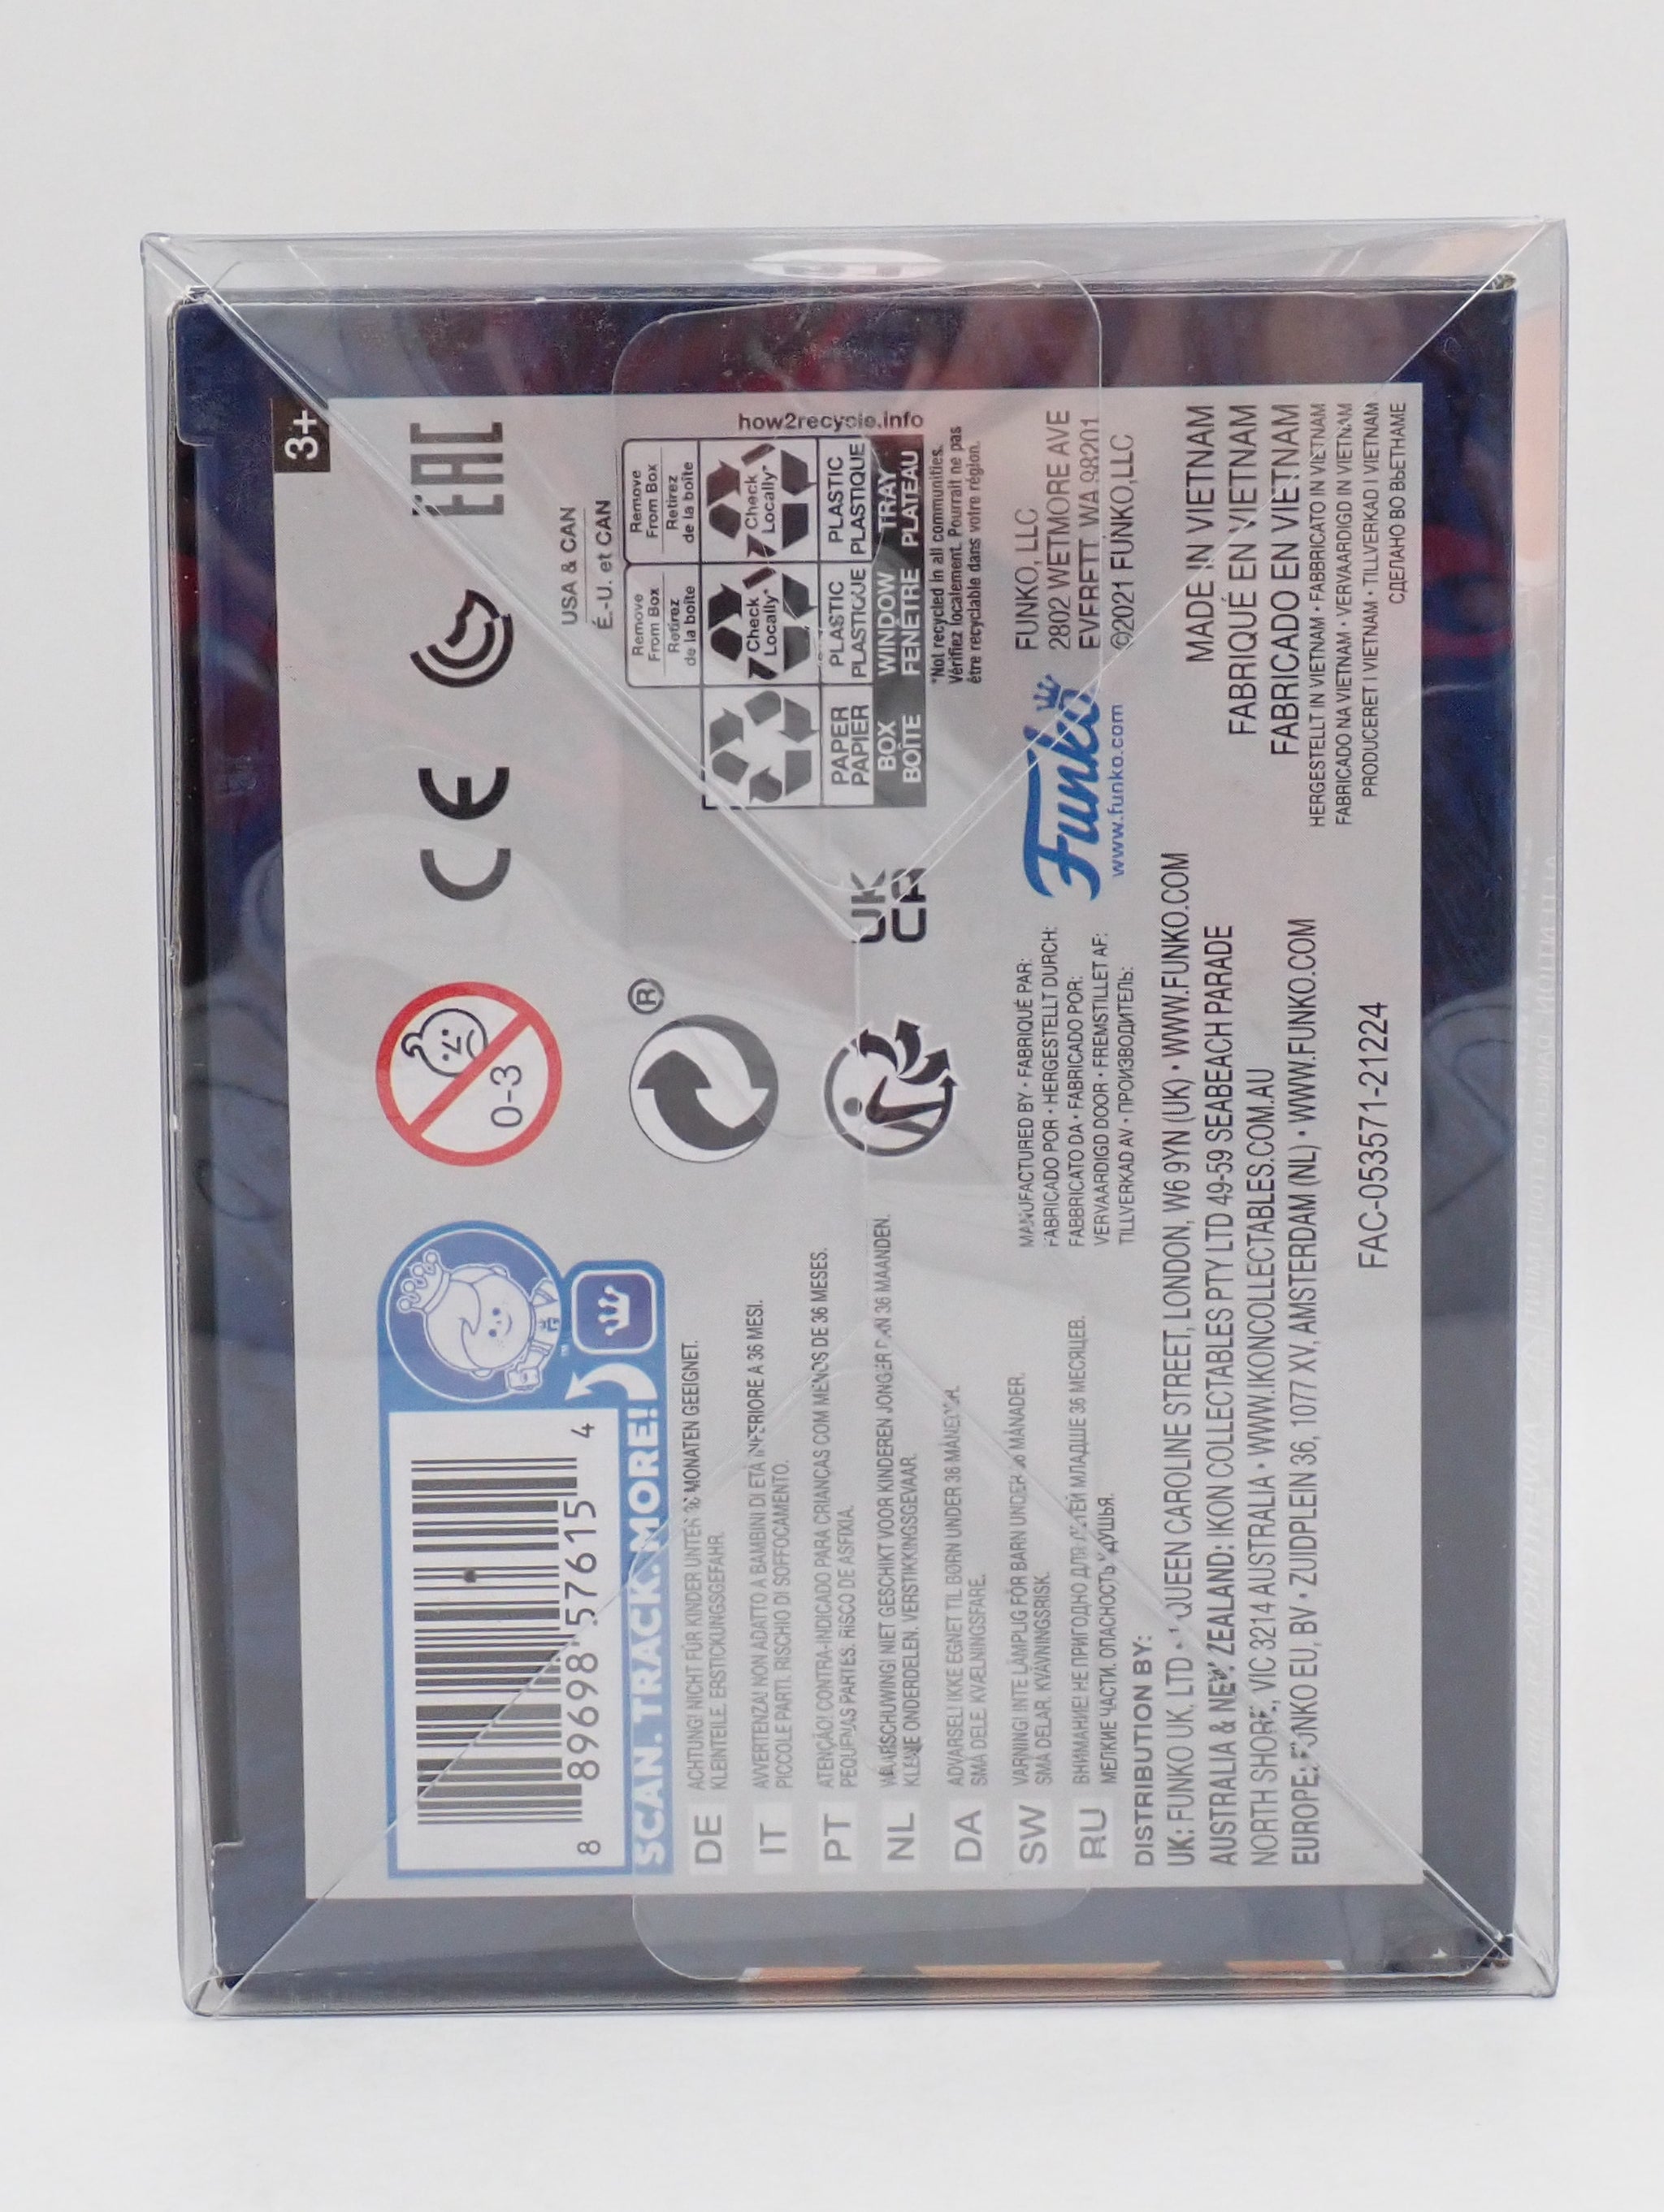 3+
8 89698 57615 4
SCAN. TRACK. MORE!
™
0-3
CE
EAC
®
UK
CA
USA & CAN
É.-U. et CAN
Remove
From Box
Retirez
de la boîte
Remove
From Box
Retirez
de la boîte
Check
Locally*
Check
Locally*
PAPER
PAPIER
PLASTIC
PLASTIQUE
PLASTIC
PLASTIQUE
BOX
BOÎTE
WINDOW
FENÊTRE
TRAY
PLATEAU
how2recycle.info
*Not recycled in all communities.
Vérifiez localement. Pourrait ne pas
être recyclable dans votre région.
DE ACHTUNG! NICHT FÜR KINDER UNTER 36 MONATEN GEEIGNET.
KLEINTEILE. ERSTICKUNGSGEFAHR.
IT AVVERTENZA! NON ADATTO A BAMBINI DI ETÀ INFERIORE A 36 MESI.
PICCOLE PARTI. RISCHIO DI SOFFOCAMENTO.
PT ATENÇÃO! CONTRA-INDICADO PARA CRIANÇAS COM MENOS DE 36 MESES.
PEQUENAS PARTES. RISCO DE ASFIXIA.
NL WAARSCHUWING! NIET GESCHIKT VOOR KINDEREN JONGER DAN 36 MAANDEN.
KLEINE ONDERDELEN. VERSTIKKINGSGEVAAR.
DA ADVARSEL! IKKE EGNET TIL BØRN UNDER 36 MÅNEDER.
SMÅ DELE. KVÆLNINGSFARE.
SW VARNING! INTE LÄMPLIG FÖR BARN UNDER 36 MÅNADER.
SMÅ DELAR. KVÄVNINGSRISK.
RU ВНИМАНИЕ! НЕ ПРИГОДНО ДЛЯ ДЕТЕЙ МЛАДШЕ 36 МЕСЯЦЕВ.
МЕЛКИЕ ЧАСТИ. ОПАСНОСТЬ УДУШЬЯ.
MANUFACTURED BY • FABRIQUÉ PAR:
FABRICADO POR • HERGESTELLT DURCH:
FABBRICATO DA • FABRICADO POR:
VERVAARDIGD DOOR • FREMSTILLET AF:
TILLVERKAD AV • ПРОИЗВОДИТЕЛЬ:
Funko
www.funko.com
FUNKO, LLC
2802 WETMORE AVE
EVERETT, WA 98201
©2021 FUNKO, LLC
DISTRIBUTION BY:
UK: FUNKO UK, LTD • 1 QUEEN CAROLINE STREET, LONDON, W6 9YN (UK) • WWW.FUNKO.COM
AUSTRALIA & NEW ZEALAND: IKON COLLECTABLES PTY LTD 49-59 SEABEACH PARADE
NORTH SHORE, VIC 3214 AUSTRALIA • WWW.IKONCOLLECTABLES.COM.AU
EUROPE: FUNKO EU, BV • ZUIDPLEIN 36, 1077 XV, AMSTERDAM (NL) • WWW.FUNKO.COM
MADE IN VIETNAM
FABRIQUÉ EN VIETNAM
FABRICADO EN VIETNAM
HERGESTELLT IN VIETNAM • FABBRICATO IN VIETNAM
FABRICADO NA VIETNAM • VERVAARDIGD IN VIETNAM
PRODUCERET I VIETNAM • TILLVERKAD I VIETNAM
СДЕЛАНО ВО ВЬЕТНАМЕ
FAC-053571-21224